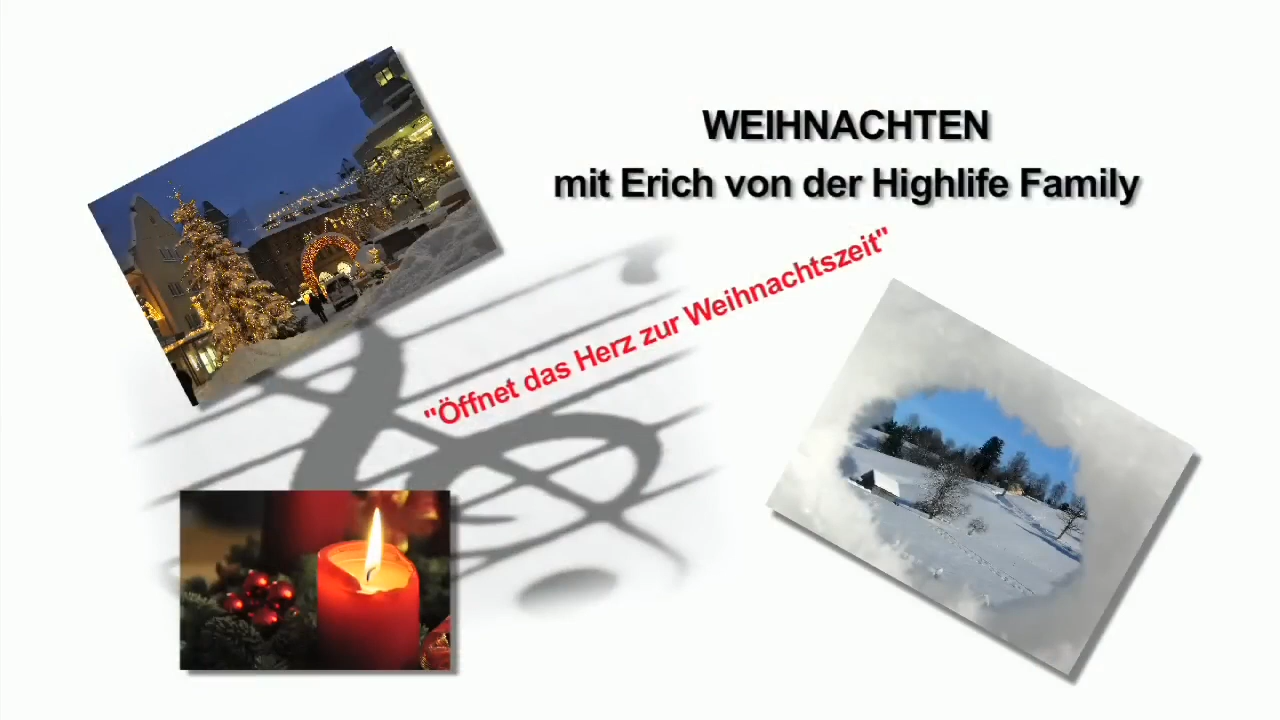 WEIHNACHTEN
mit Erich von der Highlife Family
"Öffnet das Herz zur Weihnachtszeit"